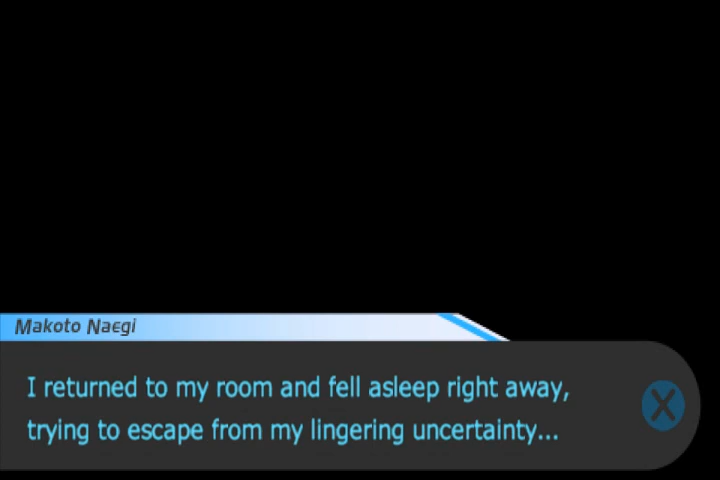 Makoto Naegi
I returned to my room and fell asleep right away,
trying to escape from my lingering uncertainty...
X